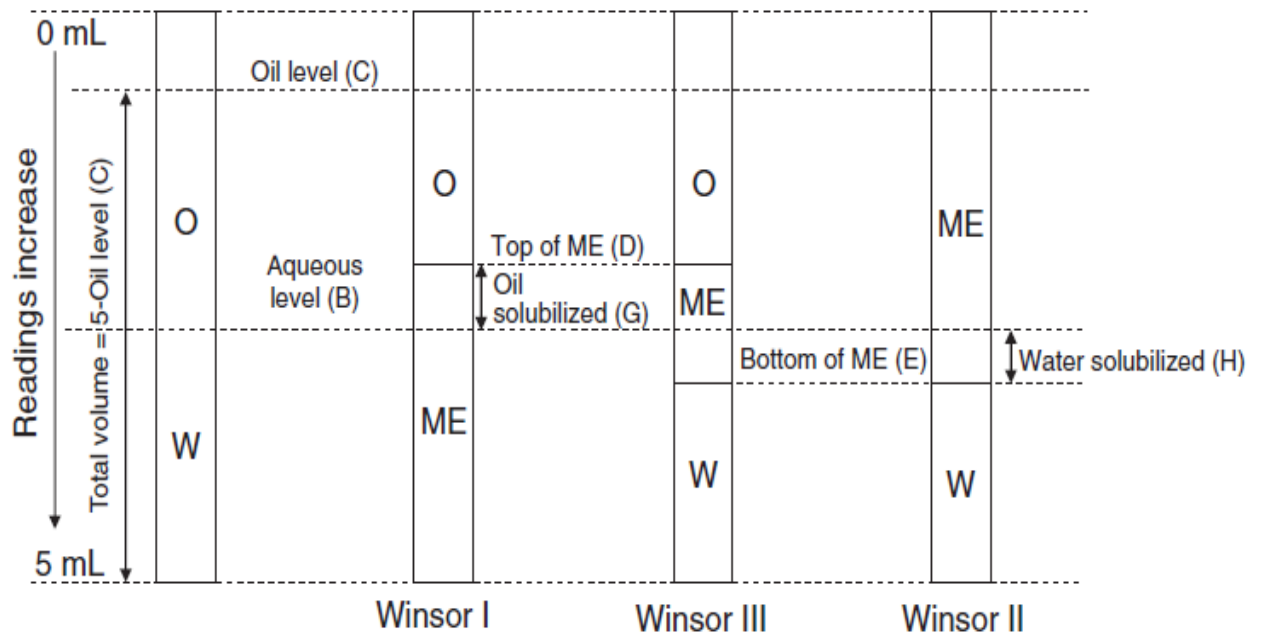 0 mL
Readings increase
5 mL
Total volume = 5-Oil level (C)
O
W
Oil level (C)
Aqueous
level (B)
O
ME
Top of ME (D)
Oil
solubilized (G)
O
ME
W
Bottom of ME (E)
ME
W
Water solubilized (H)
Winsor I
Winsor III
Winsor II